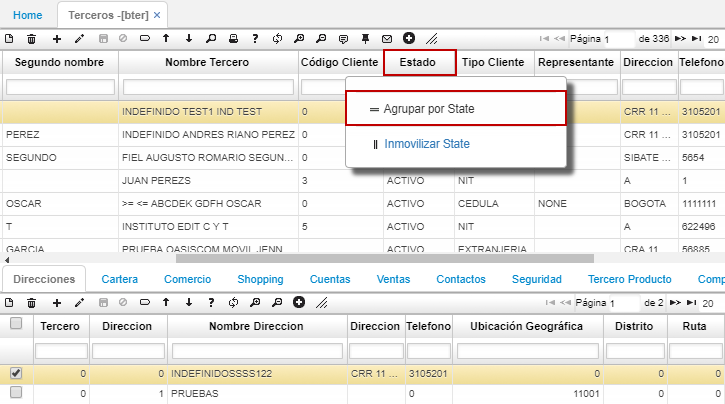 Home Terceros -[bter] ×
Página 1 de 336 20
Segundo nombre Nombre Tercero Código Cliente Estado Tipo Cliente Representante Direccion Telefono
INDEFINIDO TEST1 IND TEST 0 CRR 11 ... 3105201
Agrupar por State
PEREZ INDEFINIDO ANDRES RIANO PEREZ 0 CRR 11 ... 3105201
Inmovilizar State
SEGUNDO FIEL AUGUSTO ROMARIO SEGUN... 0 SIBATE ... 5654
JUAN PEREZS 3 ACTIVO NIT A 1
OSCAR >= <= ABCDEK GDFH OSCAR 0 ACTIVO CEDULA NONE BOGOTA 1111111
T INSTITUTO EDIT C Y T 5 ACTIVO NIT A 622496
GARCIA PRUEBA OASISCOM MOVIL JENN... 0 ACTIVO EXTRANJERIA CRA 11 ... 56885
Direcciones Cartera Comercio Shopping Cuentas Ventas Contactos Seguridad Tercero Producto Comp
Página 1 de 2 20
Tercero Direccion Nombre Direccion Direccion Telefono Ubicación Geográfica Distrito Ruta
0 0 INDEFINIDOSSSS122 CRR 11 ... 3105201 0 0 0
0 1 PRUEBAS 0 11001 0 0